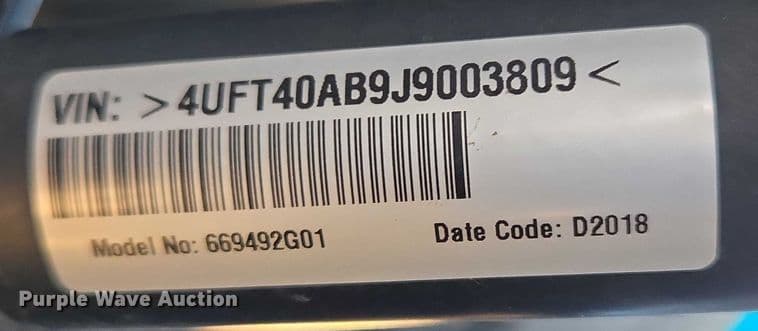 VIN: >4UFT40AB9J9003809<
Model No: 669492G01 Date Code: D2018
Purple Wave Auction